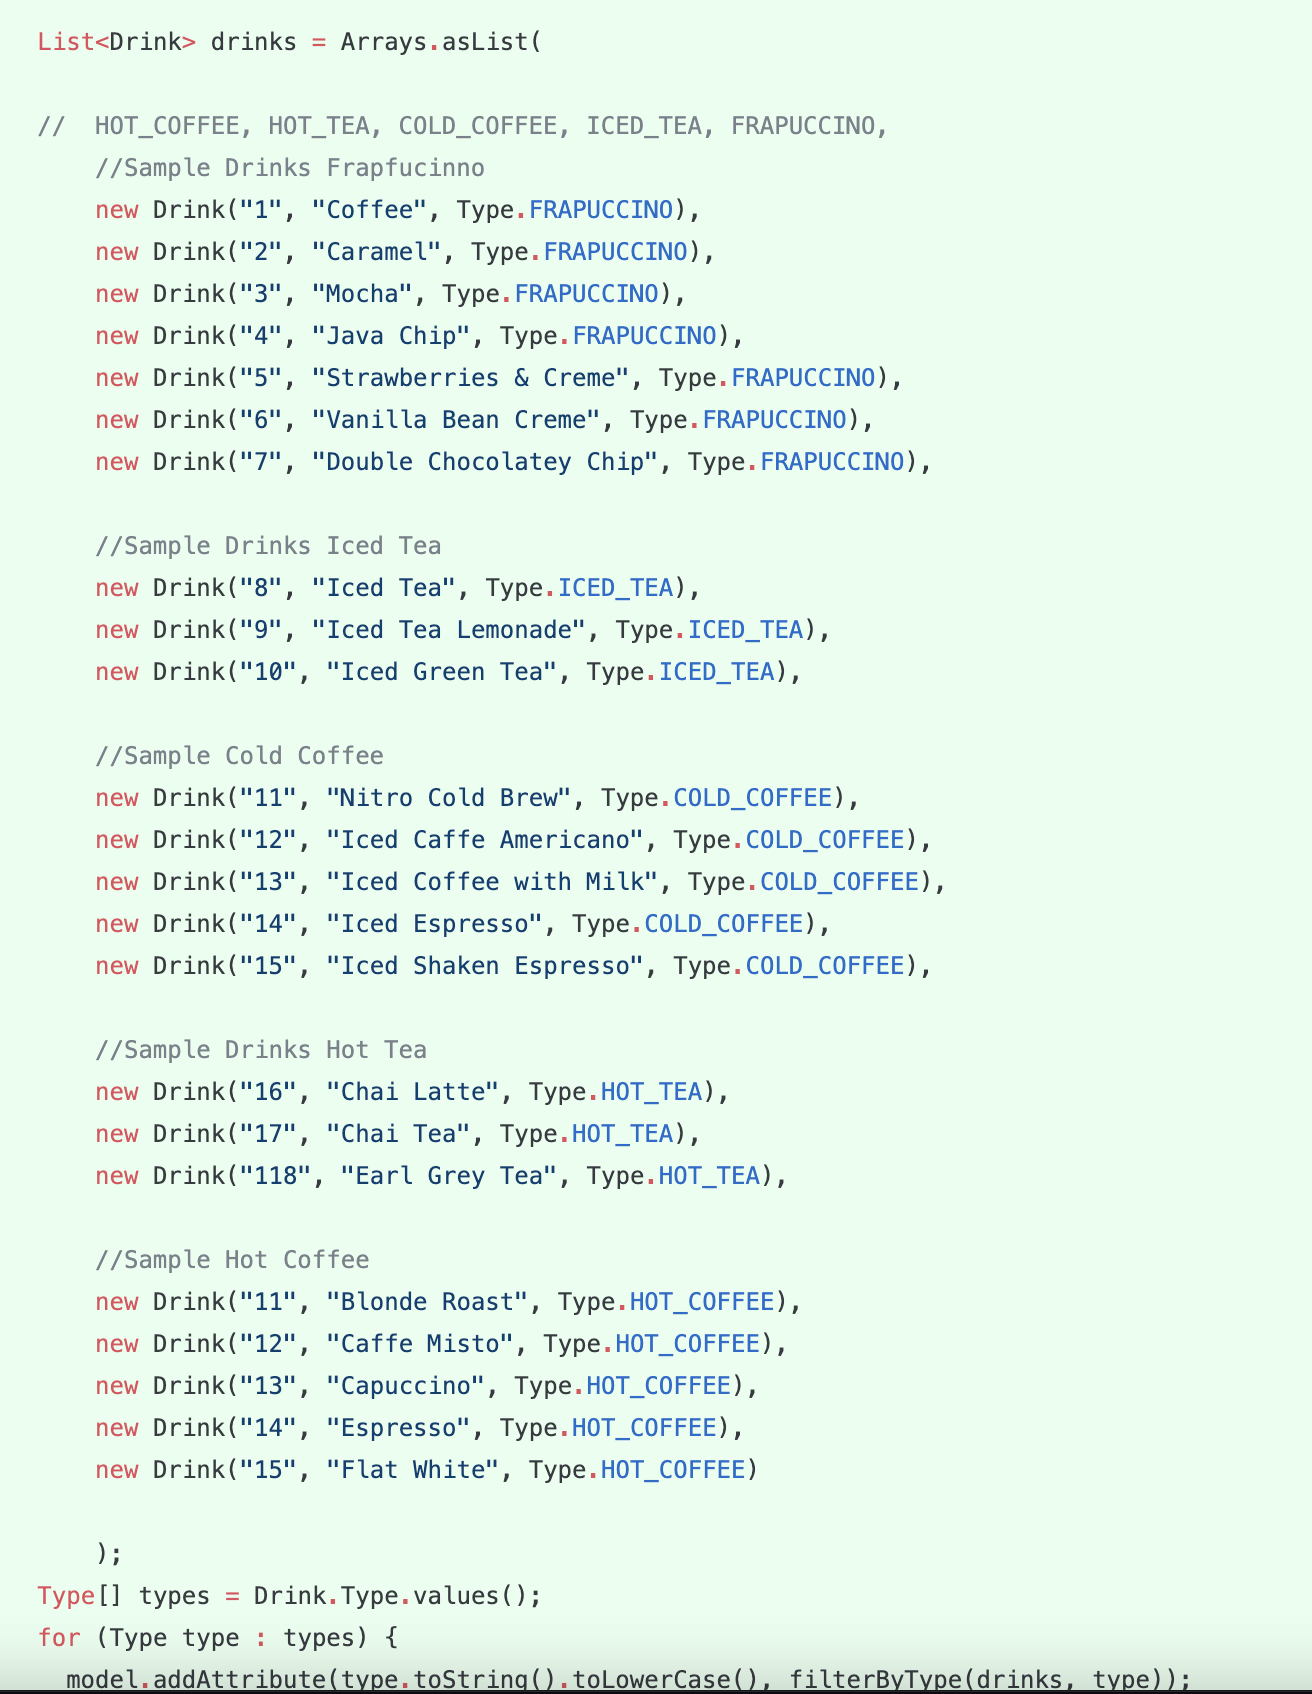 List<Drink> drinks = Arrays.asList(
//  HOT_COFFEE, HOT_TEA, COLD_COFFEE, ICED_TEA, FRAPUCCINO,
    //Sample Drinks Frapfucinno
    new Drink("1", "Coffee", Type.FRAPUCCINO),
    new Drink("2", "Caramel", Type.FRAPUCCINO),
    new Drink("3", "Mocha", Type.FRAPUCCINO),
    new Drink("4", "Java Chip", Type.FRAPUCCINO),
    new Drink("5", "Strawberries & Creme", Type.FRAPUCCINO),
    new Drink("6", "Vanilla Bean Creme", Type.FRAPUCCINO),
    new Drink("7", "Double Chocolatey Chip", Type.FRAPUCCINO),
    //Sample Drinks Iced Tea
    new Drink("8", "Iced Tea", Type.ICED_TEA),
    new Drink("9", "Iced Tea Lemonade", Type.ICED_TEA),
    new Drink("10", "Iced Green Tea", Type.ICED_TEA),
    //Sample Cold Coffee
    new Drink("11", "Nitro Cold Brew", Type.COLD_COFFEE),
    new Drink("12", "Iced Caffe Americano", Type.COLD_COFFEE),
    new Drink("13", "Iced Coffee with Milk", Type.COLD_COFFEE),
    new Drink("14", "Iced Espresso", Type.COLD_COFFEE),
    new Drink("15", "Iced Shaken Espresso", Type.COLD_COFFEE),
    //Sample Drinks Hot Tea
    new Drink("16", "Chai Latte", Type.HOT_TEA),
    new Drink("17", "Chai Tea", Type.HOT_TEA),
    new Drink("118", "Earl Grey Tea", Type.HOT_TEA),
    //Sample Hot Coffee
    new Drink("11", "Blonde Roast", Type.HOT_COFFEE),
    new Drink("12", "Caffe Misto", Type.HOT_COFFEE),
    new Drink("13", "Capuccino", Type.HOT_COFFEE),
    new Drink("14", "Espresso", Type.HOT_COFFEE),
    new Drink("15", "Flat White", Type.HOT_COFFEE)
    );
Type[] types = Drink.Type.values();
for (Type type : types) {
  model.addAttribute(type.toString().toLowerCase(), filterByType(drinks, type));